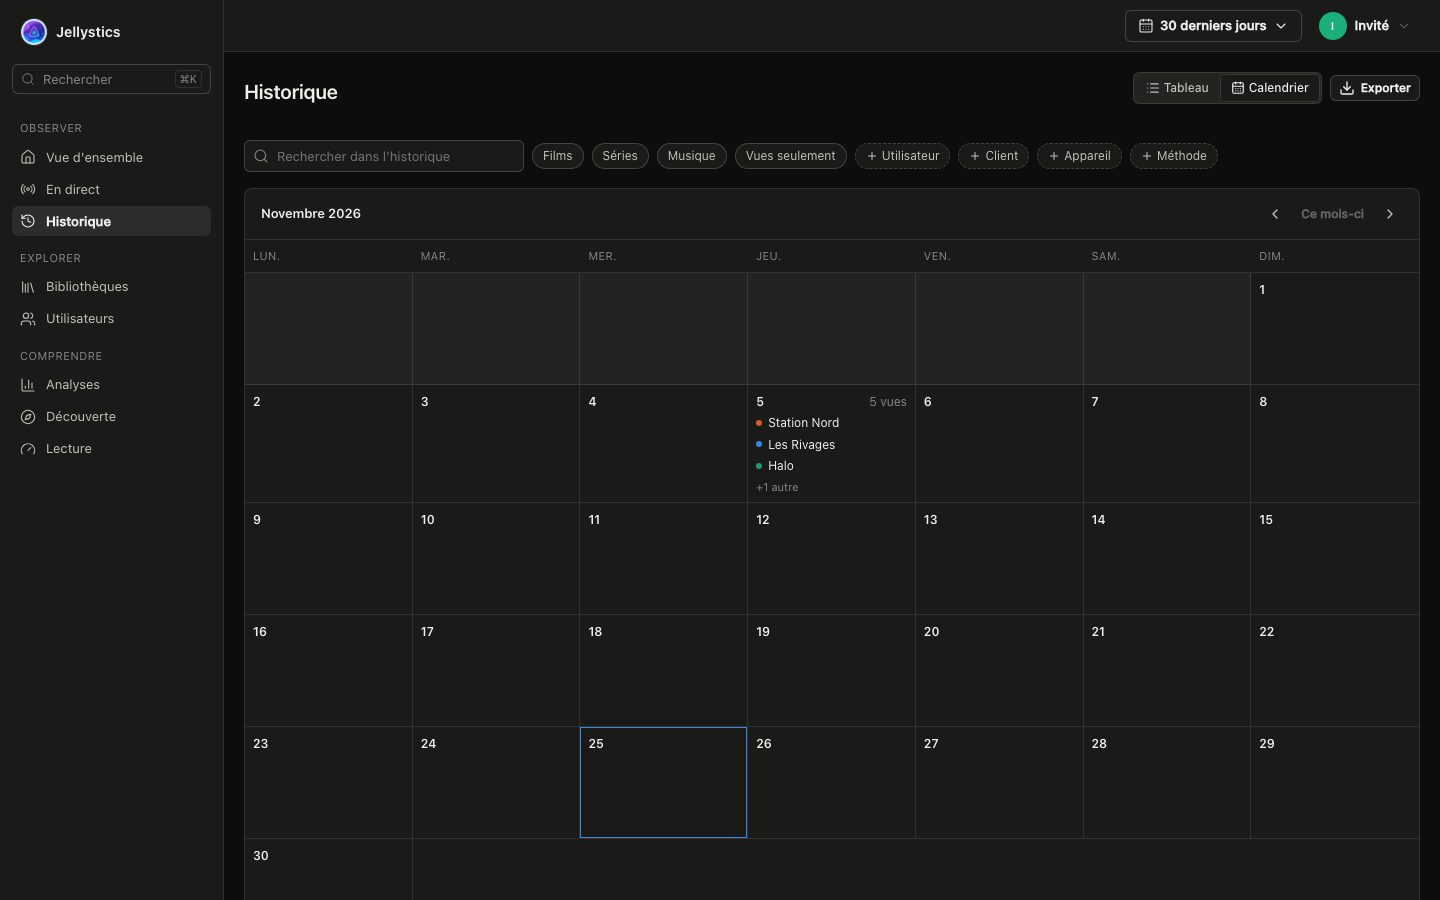 Jellystics
30 derniers jours
I
Invité
Rechercher
⌘K
OBSERVER
Vue d'ensemble
En direct
Historique
EXPLORER
Bibliothèques
Utilisateurs
COMPRENDRE
Analyses
Découverte
Lecture
Historique
Tableau
Calendrier
Exporter
Rechercher dans l'historique
Films
Séries
Musique
Vues seulement
+ Utilisateur
+ Client
+ Appareil
+ Méthode
Novembre 2026
Ce mois-ci
LUN. MAR. MER. JEU. VEN. SAM. DIM.
1
2 3 4 5 5 vues 6 7 8
Station Nord
Les Rivages
Halo
+1 autre
9 10 11 12 13 14 15
16 17 18 19 20 21 22
23 24 25 26 27 28 29
30